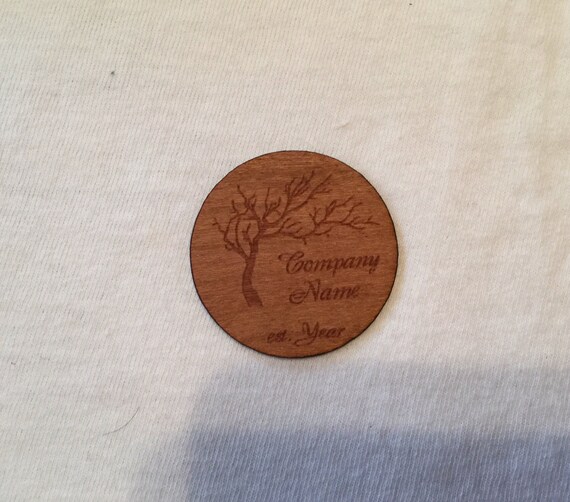 Company
Name
est. Year